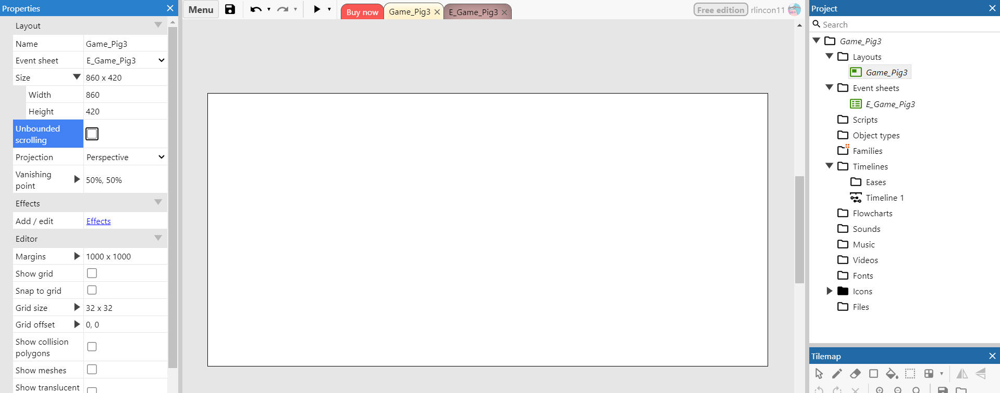 Properties
Layout
Name Game_Pig3
Event sheet E_Game_Pig3
Size 860 x 420
Width 860
Height 420
Unbounded
scrolling
Projection Perspective
Vanishing
point 50%, 50%
Effects
Add / edit Effects
Editor
Margins 1000 x 1000
Show grid
Snap to grid
Grid size 32 x 32
Grid offset 0, 0
Show collision
polygons
Show meshes
Show translucent
Menu
Buy now Game_Pig3 E_Game_Pig3
Free edition rlincon11
Project
Search
Game_Pig3
Layouts
Game_Pig3
Event sheets
E_Game_Pig3
Scripts
Object types
Families
Timelines
Eases
Timeline 1
Flowcharts
Sounds
Music
Videos
Fonts
Icons
Files
Tilemap